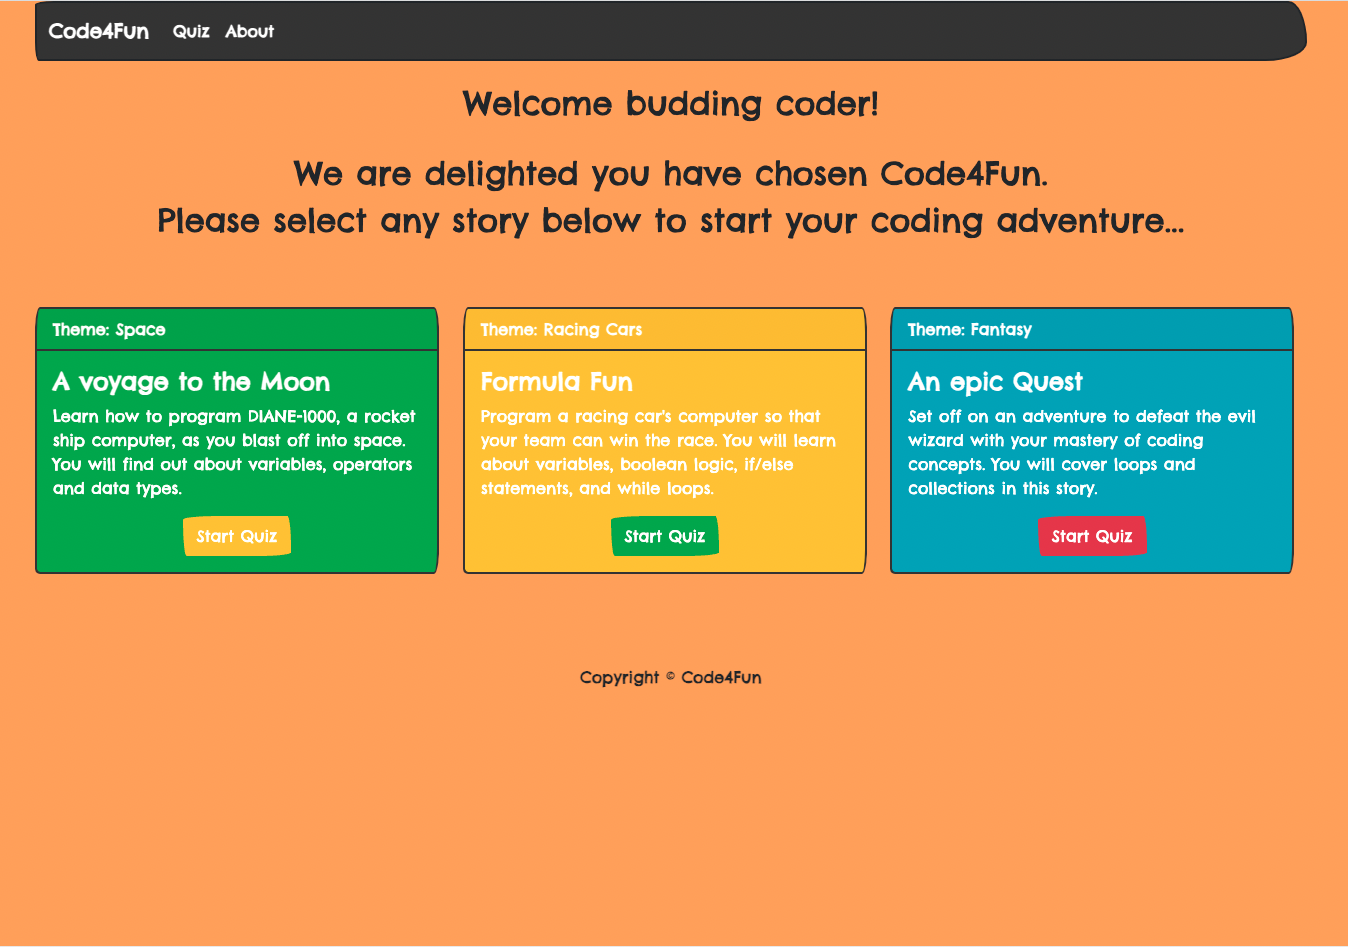 Code4Fun Quiz About
Welcome budding coder!
We are delighted you have chosen Code4Fun.
Please select any story below to start your coding adventure...
Theme: Space
A voyage to the Moon
Learn how to program DIANE-1000, a rocket
ship computer, as you blast off into space.
You will find out about variables, operators
and data types.
Start Quiz
Theme: Racing Cars
Formula Fun
Program a racing car's computer so that
your team can win the race. You will learn
about variables, boolean logic, if/else
statements, and while loops.
Start Quiz
Theme: Fantasy
An epic Quest
Set off on an adventure to defeat the evil
wizard with your mastery of coding
concepts. You will cover loops and
collections in this story.
Start Quiz
Copyright © Code4Fun